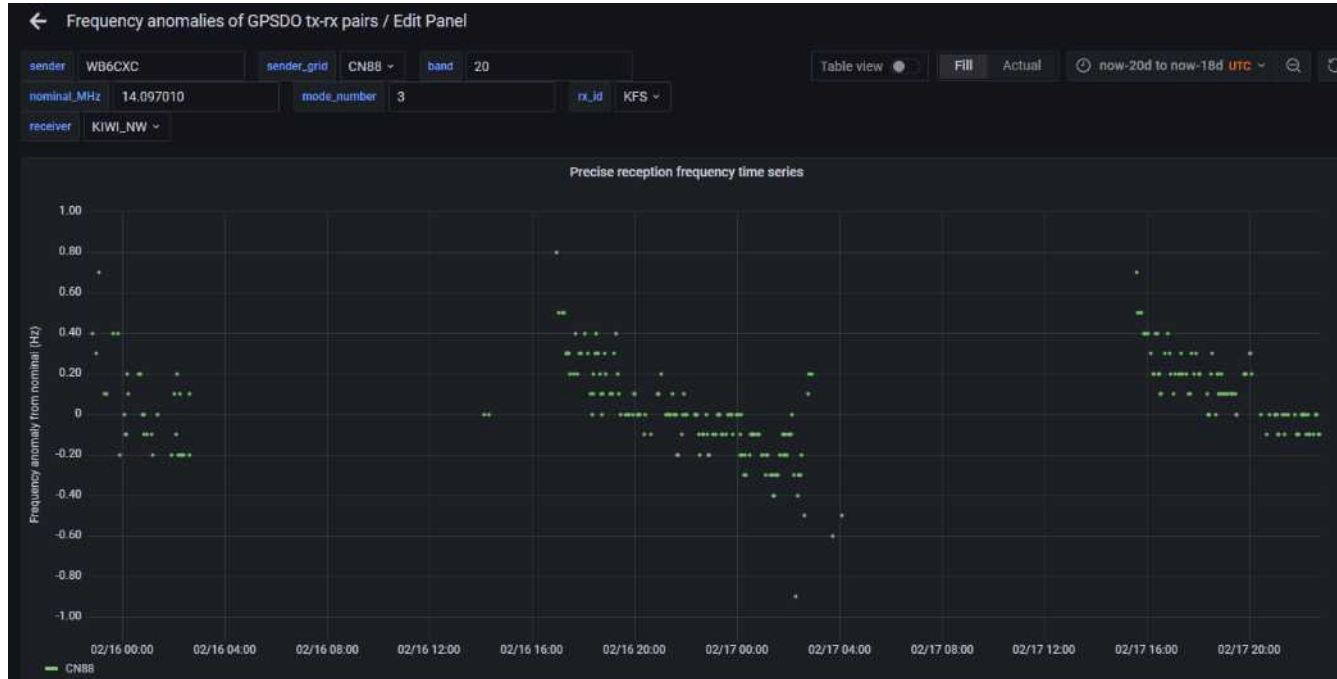 Frequency anomalies of GPSDO tx-rx pairs / Edit Panel
sender WB6CXC sender_grid CN88 band 20 Table view Fill Actual now-20d to now-18d UTC
nominal_MHz 14.097010 mode_number 3 rx_id KFS
receiver KIWI_NW
Precise reception frequency time series
1.00
0.80
0.60
0.40
0.20
0
-0.20
-0.40
-0.60
-0.80
-1.00
Frequency anomaly from nominal (Hz)
02/16 00:00 02/16 04:00 02/16 08:00 02/16 12:00 02/16 16:00 02/16 20:00 02/17 00:00 02/17 04:00 02/17 08:00 02/17 12:00 02/17 16:00 02/17 20:00
CN88